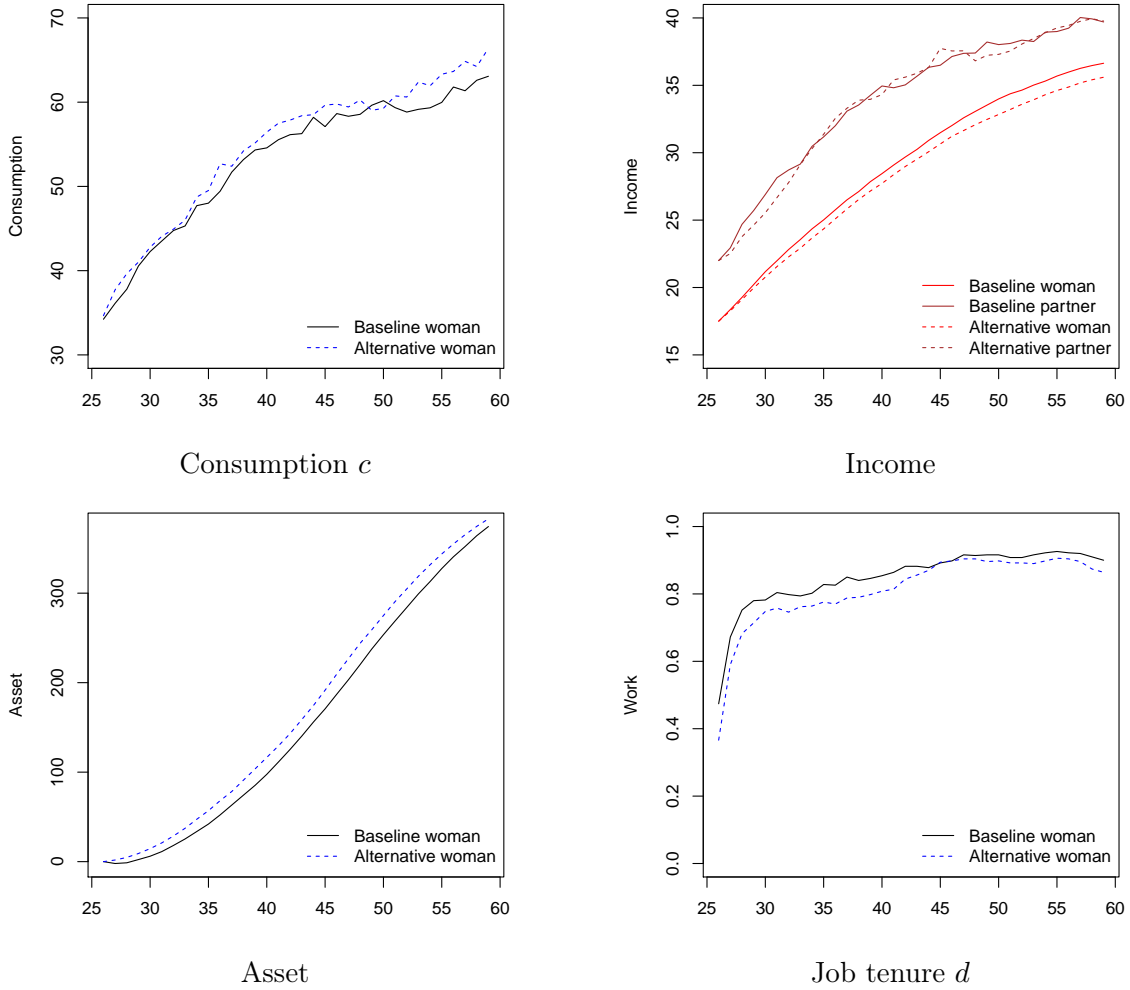 Consumption
70
60
50
40
30
25 30 35 40 45 50 55 60
Baseline woman
Alternative woman
Consumption c
Income
40
35
30
25
20
15
25 30 35 40 45 50 55 60
Baseline woman
Baseline partner
Alternative woman
Alternative partner
Income
Asset
300
200
100
0
25 30 35 40 45 50 55 60
Baseline woman
Alternative woman
Asset
Work
1.0
0.8
0.6
0.4
0.2
0.0
25 30 35 40 45 50 55 60
Baseline woman
Alternative woman
Job tenure d